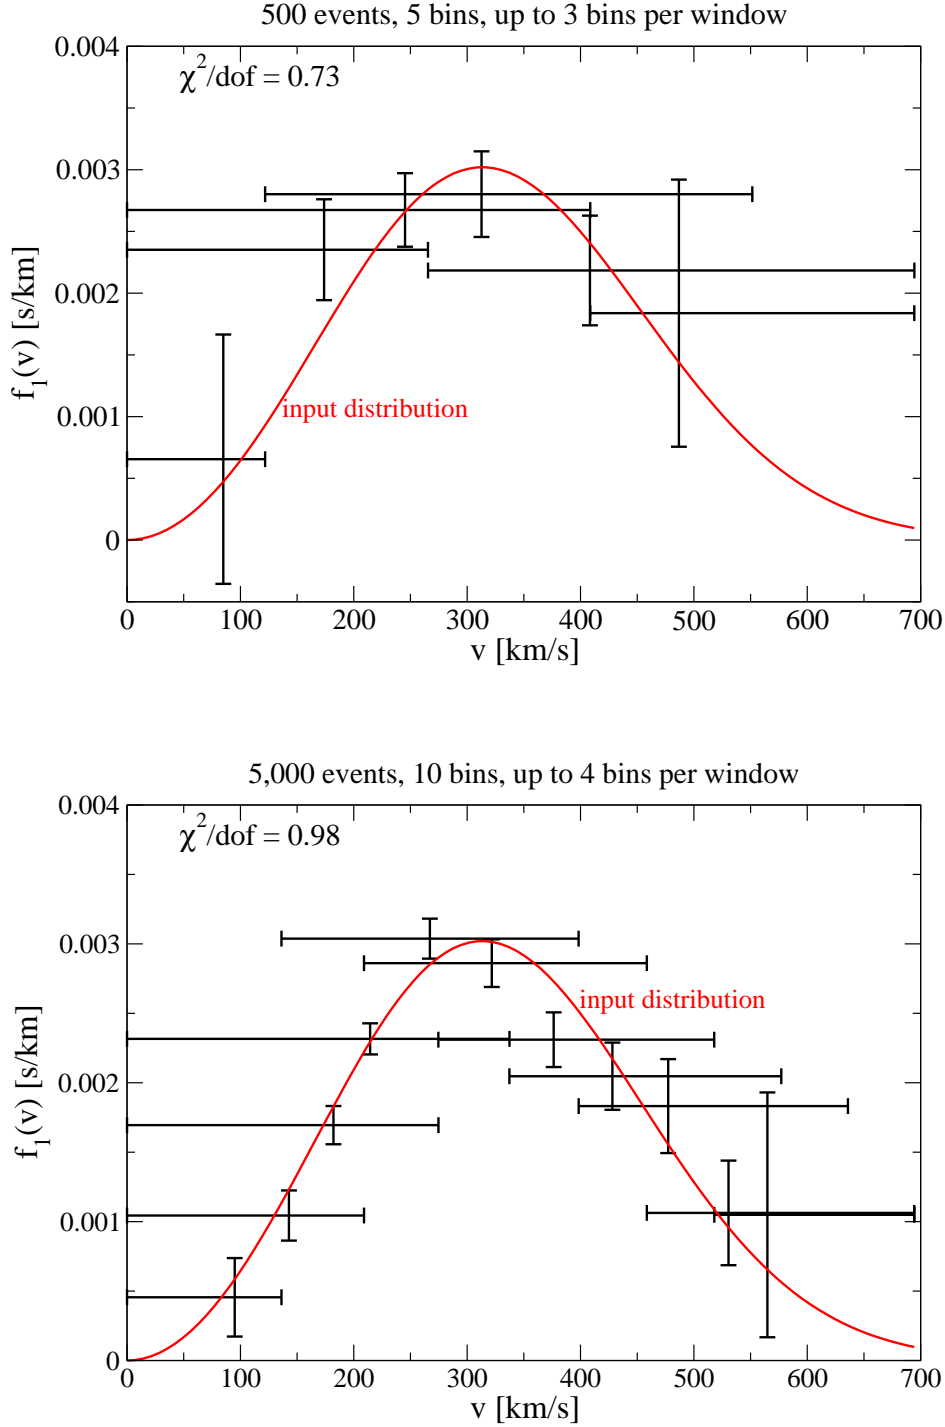 500 events, 5 bins, up to 3 bins per window
χ²/dof = 0.73
0.004
0.003
0.002
0.001
0
f₁(v) [s/km]
input distribution
0 100 200 300 400 500 600 700
v [km/s]
5,000 events, 10 bins, up to 4 bins per window
χ²/dof = 0.98
0.004
0.003
0.002
0.001
0
f₁(v) [s/km]
input distribution
0 100 200 300 400 500 600 700
v [km/s]